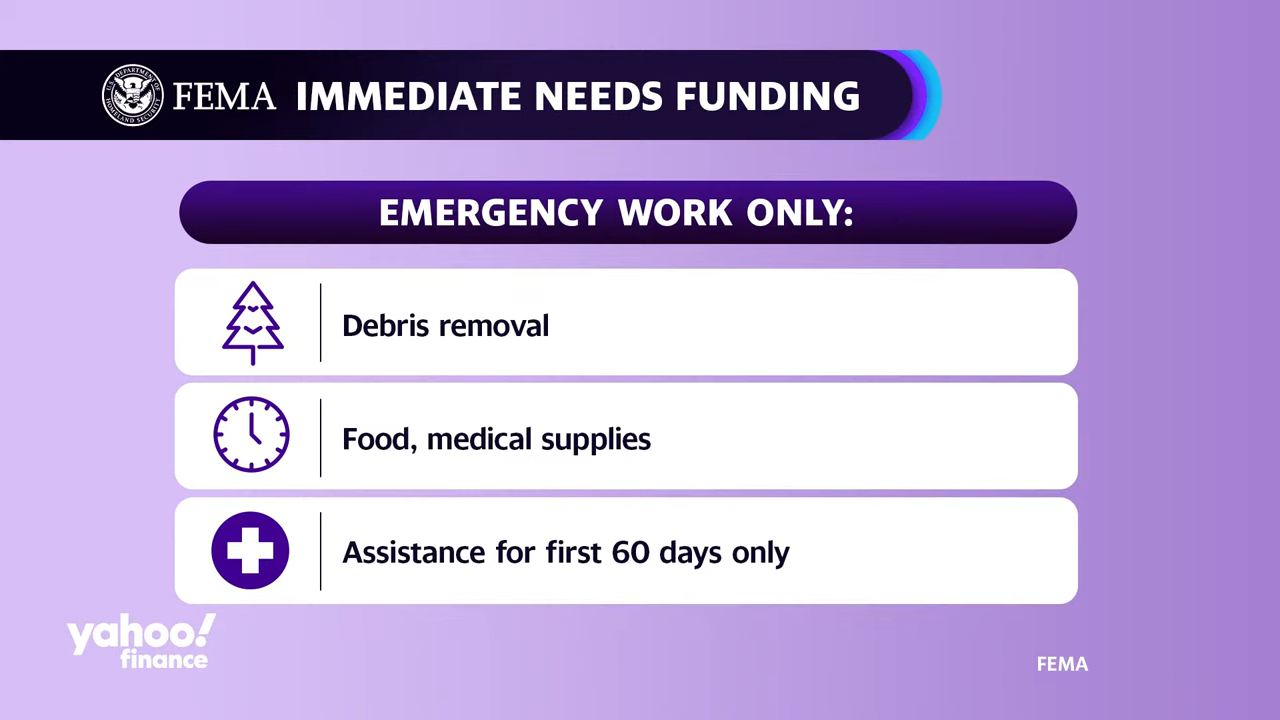 FEMA IMMEDIATE NEEDS FUNDING
EMERGENCY WORK ONLY:
Debris removal
Food, medical supplies
Assistance for first 60 days only
yahoo!
finance
FEMA